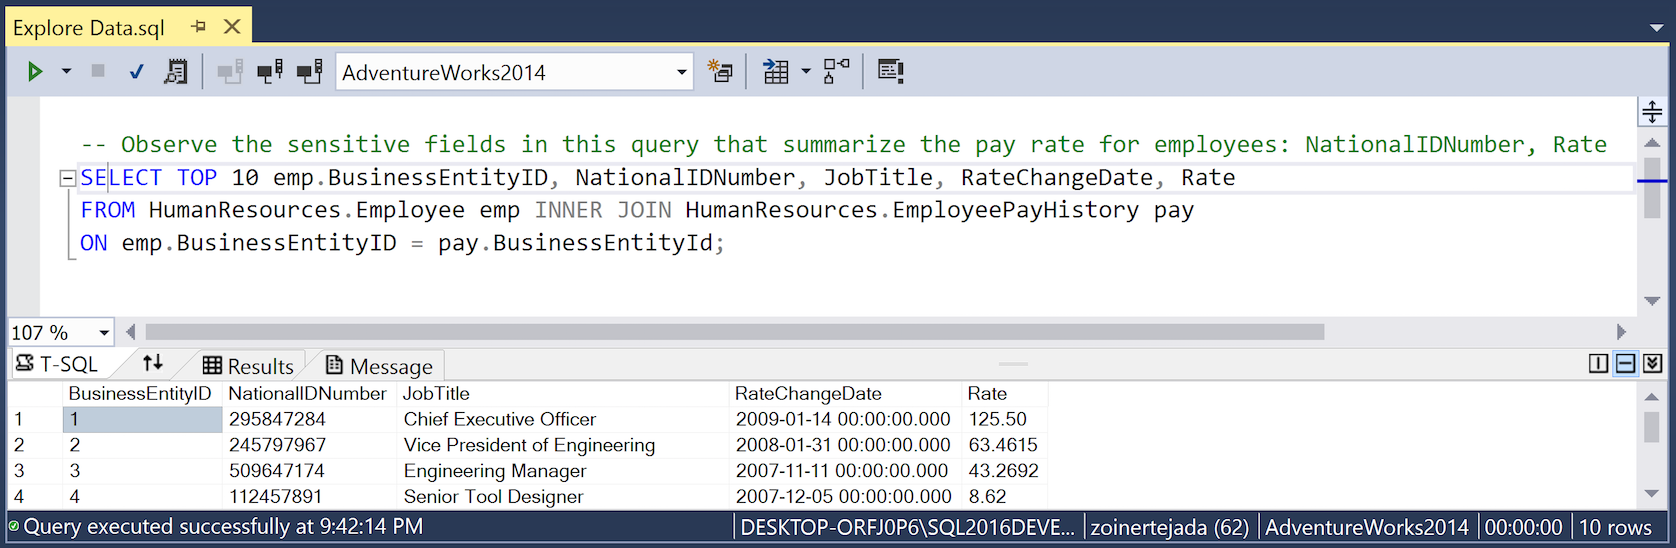 Explore Data.sql
AdventureWorks2014
-- Observe the sensitive fields in this query that summarize the pay rate for employees: NationalIDNumber, Rate
SELECT TOP 10 emp.BusinessEntityID, NationalIDNumber, JobTitle, RateChangeDate, Rate
FROM HumanResources.Employee emp INNER JOIN HumanResources.EmployeePayHistory pay
ON emp.BusinessEntityID = pay.BusinessEntityId;
107 %
T-SQL Results Message
BusinessEntityID NationalIDNumber JobTitle RateChangeDate Rate
1 1 295847284 Chief Executive Officer 2009-01-14 00:00:00.000 125.50
2 2 245797967 Vice President of Engineering 2008-01-31 00:00:00.000 63.4615
3 3 509647174 Engineering Manager 2007-11-11 00:00:00.000 43.2692
4 4 112457891 Senior Tool Designer 2007-12-05 00:00:00.000 8.62
Query executed successfully at 9:42:14 PM DESKTOP-ORFJ0P6\SQL2016DEVE... zoinertejada (62) AdventureWorks2014 00:00:00 10 rows